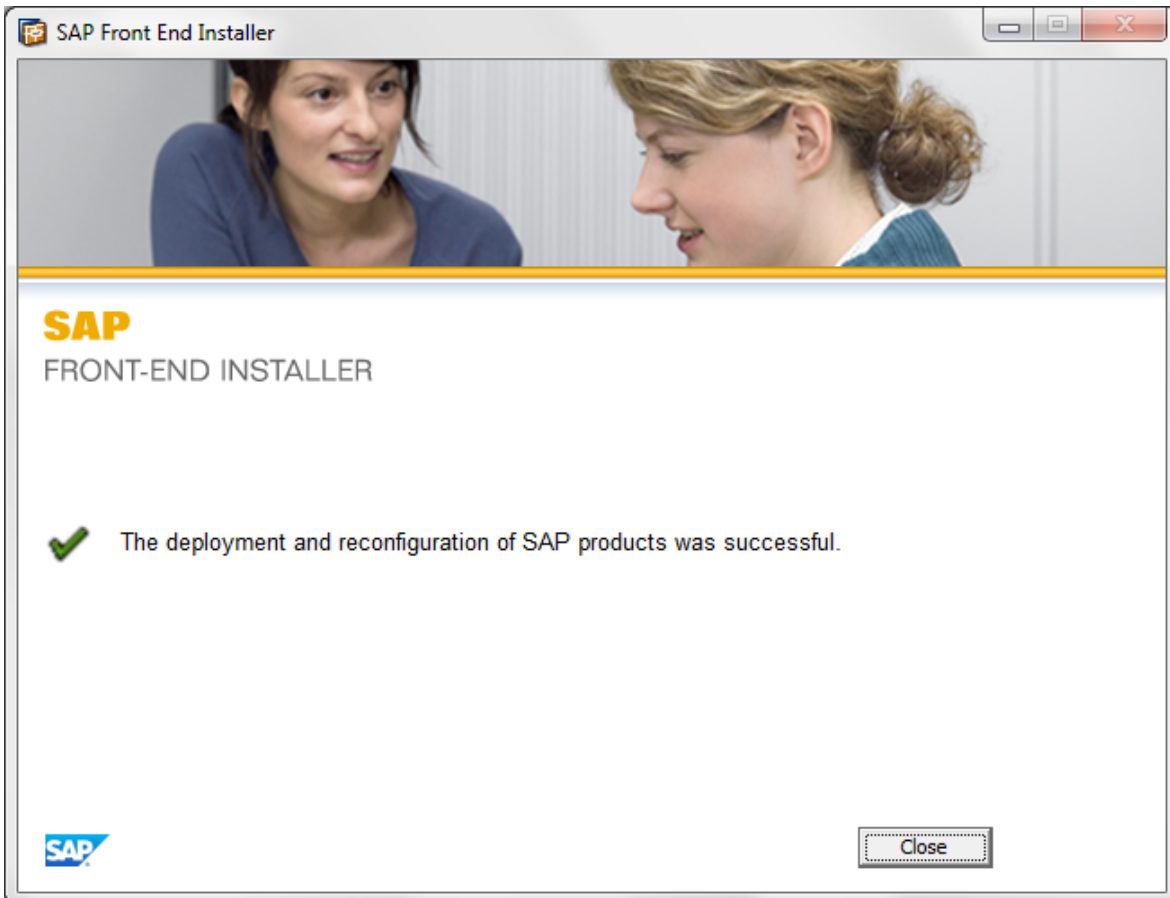 SAP Front End Installer
SAP
FRONT-END INSTALLER
The deployment and reconfiguration of SAP products was successful.
SAP
Close